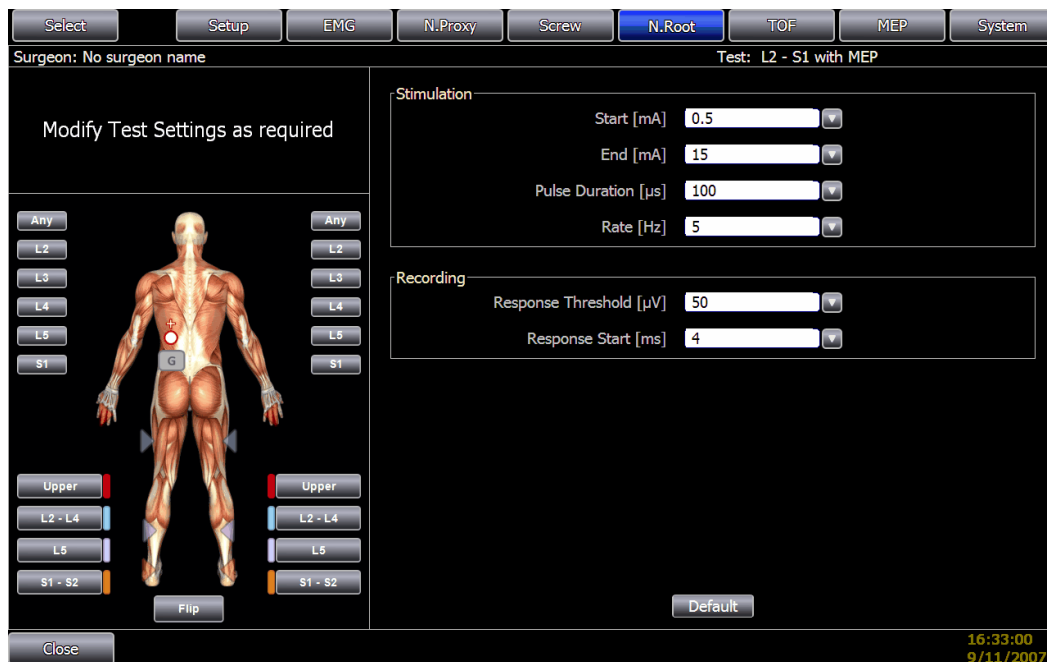 Select Setup EMG N.Proxy Screw N.Root TOF MEP System
Surgeon: No surgeon name Test: L2 - S1 with MEP
Modify Test Settings as required
Any Any
L2 L2
L3 L3
L4 L4
L5 L5
S1 S1
+
G
Upper Upper
L2 - L4 L2 - L4
L5 L5
S1 - S2 S1 - S2
Flip
Stimulation
Start [mA] 0.5
End [mA] 15
Pulse Duration [µs] 100
Rate [Hz] 5
Recording
Response Threshold [µV] 50
Response Start [ms] 4
Default
Close
16:33:00
9/11/2007